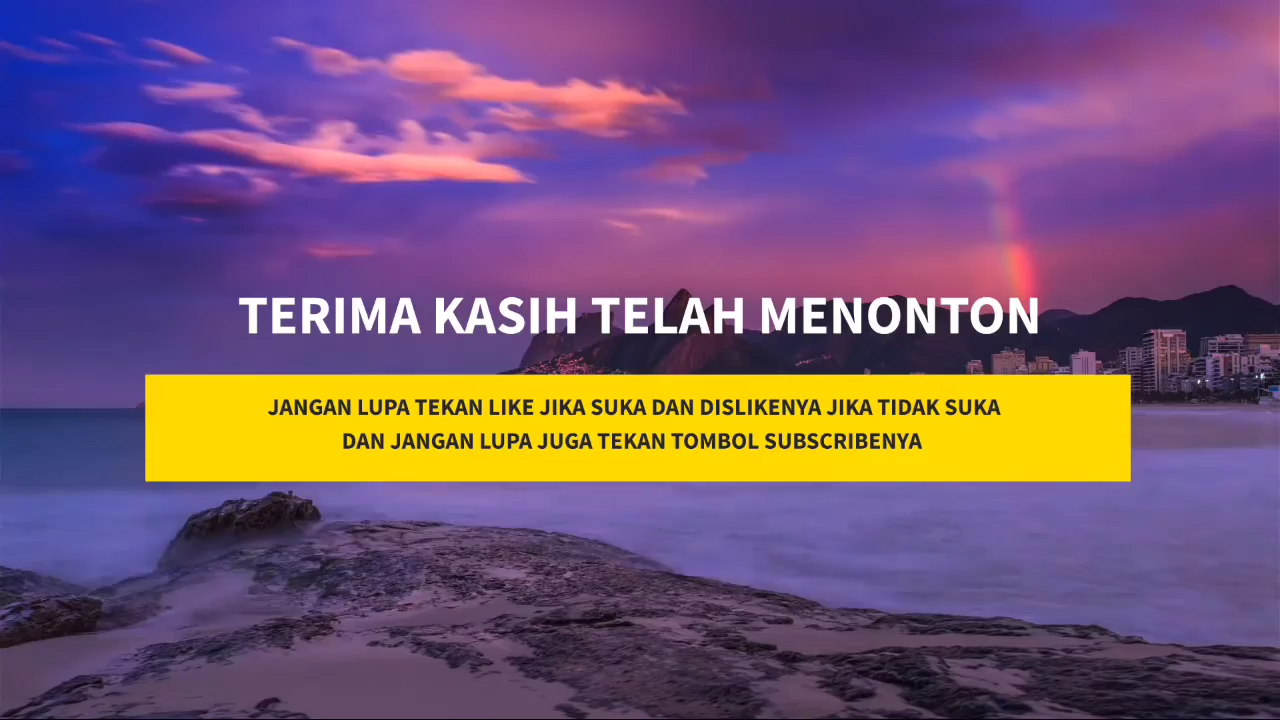 TERIMA KASIH TELAH MENONTON
JANGAN LUPA TEKAN LIKE JIKA SUKA DAN DISLIKENYA JIKA TIDAK SUKA
DAN JANGAN LUPA JUGA TEKAN TOMBOL SUBSCRIBENYA